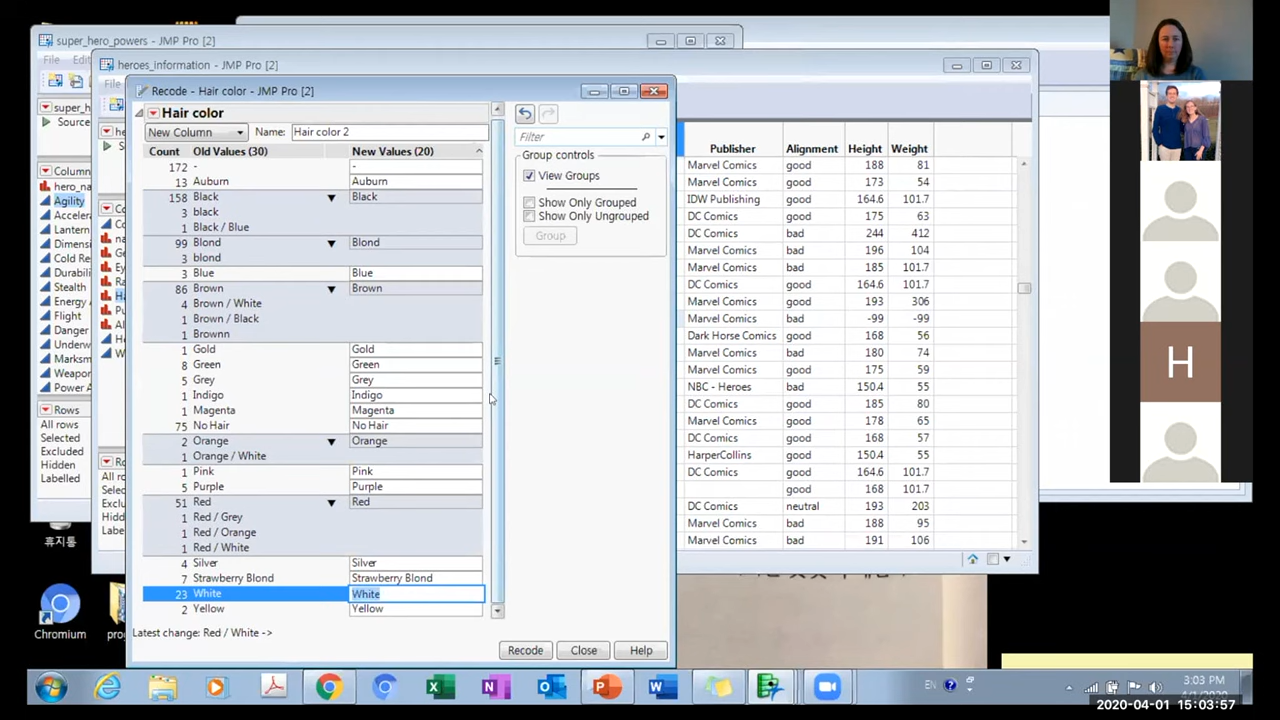 super_hero_powers - JMP Pro [2]
File
Edit
heroes_information - JMP Pro [2]
Recode - Hair color - JMP Pro [2]
Hair color
New Column
Name:
Hair color 2
Count
Old Values (30)
New Values (20)
172 - -
13 Auburn Auburn
158 Black Black
3 black
1 Black / Blue
99 Blond Blond
3 blond
3 Blue Blue
86 Brown Brown
4 Brown / White
1 Brown / Black
1 Brownn
1 Gold Gold
8 Green Green
5 Grey Grey
1 Indigo Indigo
1 Magenta Magenta
75 No Hair No Hair
2 Orange Orange
1 Orange / White
1 Pink Pink
5 Purple Purple
51 Red Red
1 Red / Grey
1 Red / Orange
1 Red / White
4 Silver Silver
7 Strawberry Blond Strawberry Blond
23 White White
2 Yellow Yellow
Latest change: Red / White ->
Recode
Close
Help
Filter
Group controls
View Groups
Show Only Grouped
Show Only Ungrouped
Group
Publisher Alignment Height Weight
Marvel Comics good 188 81
Marvel Comics good 173 54
IDW Publishing good 164.6 101.7
DC Comics good 175 63
DC Comics bad 244 412
Marvel Comics bad 196 104
Marvel Comics bad 185 101.7
DC Comics good 164.6 101.7
Marvel Comics good 193 306
Marvel Comics bad -99 -99
Dark Horse Comics good 168 56
Marvel Comics bad 180 74
Marvel Comics good 175 59
NBC - Heroes bad 150.4 55
DC Comics good 185 80
Marvel Comics good 178 65
DC Comics good 168 57
HarperCollins good 150.4 55
DC Comics good 164.6 101.7
good 168 101.7
DC Comics neutral 193 203
Marvel Comics bad 188 95
Marvel Comics bad 191 106
super_h
Source
Column
hero_na
Agility
Accelera
Lantern
Dimensi
Cold Re
Durabili
Stealth
Energy
Flight
Danger
Underw
Marksm
Weapon
Power A
Rows
All rows
Selected
Excluded
Hidden
Labelled
휴지통
Chromium
H
EN
3:03 PM
4/1/2020
2020-04-01 15:03:57